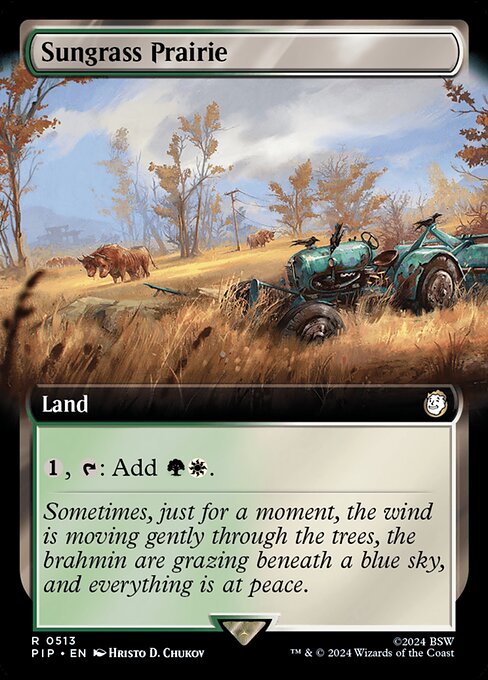 Sungrass Prairie
Land
1, T: Add GW.
Sometimes, just for a moment, the wind
is moving gently through the trees, the
brahmin are grazing beneath a blue sky,
and everything is at peace.
R 0513
PIP • EN Hristo D. Chukov
©2024 BSW
™ & © 2024 Wizards of the Coast